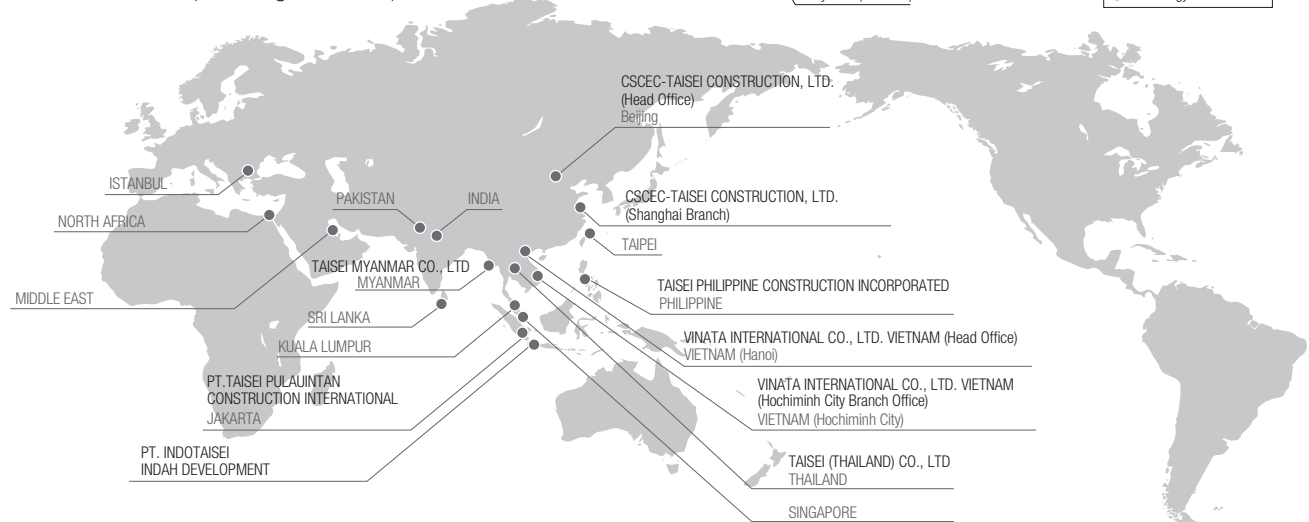 CSCEC-TAISEI CONSTRUCTION, LTD.
(Head Office)
Beijing
ISTANBUL
PAKISTAN
INDIA
CSCEC-TAISEI CONSTRUCTION, LTD.
(Shanghai Branch)
NORTH AFRICA
TAIPEI
TAISEI MYANMAR CO., LTD
MYANMAR
TAISEI PHILIPPINE CONSTRUCTION INCORPORATED
PHILIPPINE
MIDDLE EAST
SRI LANKA
KUALA LUMPUR
VINATA INTERNATIONAL CO., LTD. VIETNAM (Head Office)
VIETNAM (Hanoi)
PT.TAISEI PULAUINTAN
CONSTRUCTION INTERNATIONAL
JAKARTA
VINATA INTERNATIONAL CO., LTD. VIETNAM
(Hochiminh City Branch Office)
VIETNAM (Hochiminh City)
PT. INDOTAISEI
INDAH DEVELOPMENT
TAISEI (THAILAND) CO., LTD
THAILAND
SINGAPORE